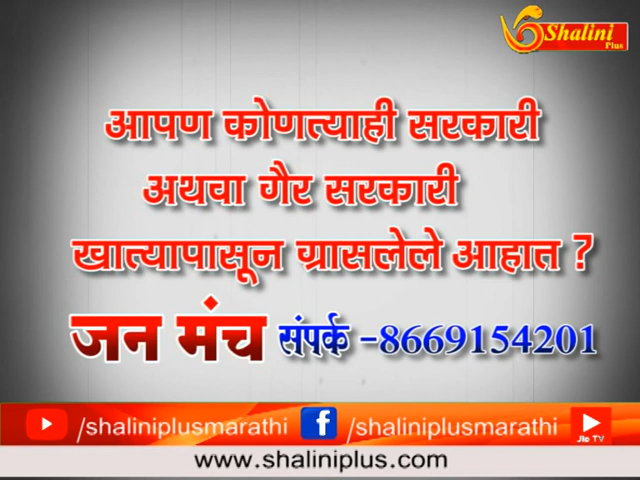 Shalini
Plus
आपण कोणत्याही सरकारी
अथवा गैर सरकारी
खात्यापासून ग्रासलेले आहात ?
जन मंच संपर्क -8669154201
/shaliniplusmarathi /shaliniplusmarathi
Jio TV
www.shaliniplus.com